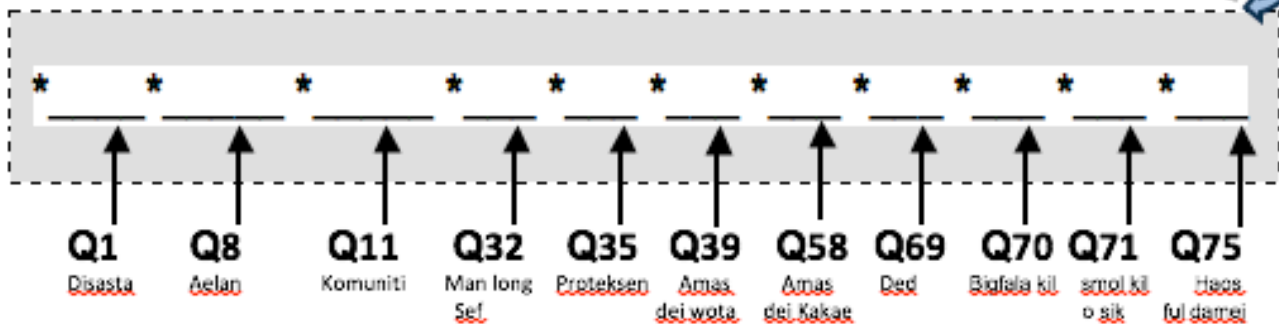 * * * * * * * * * * *
Q1 Q8 Q11 Q32 Q35 Q39 Q58 Q69 Q70 Q71 Q75
Disasta Aelan Komuniti Man long Proteksen Amas Amas Ded Bigfala kil smol kil Haos
Sef dei wota dei Kakae o sik ful damei